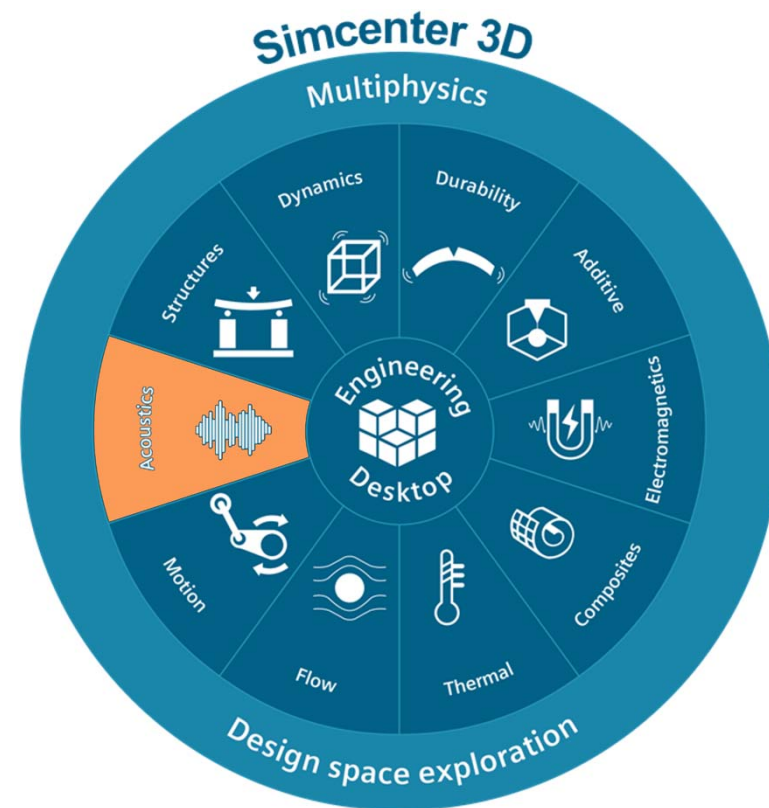 Simcenter 3D
Multiphysics
Dynamics
Durability
Structures
Additive
Acoustics
Engineering
Desktop
Electromagnetics
Motion
Composites
Flow
Thermal
Design space exploration